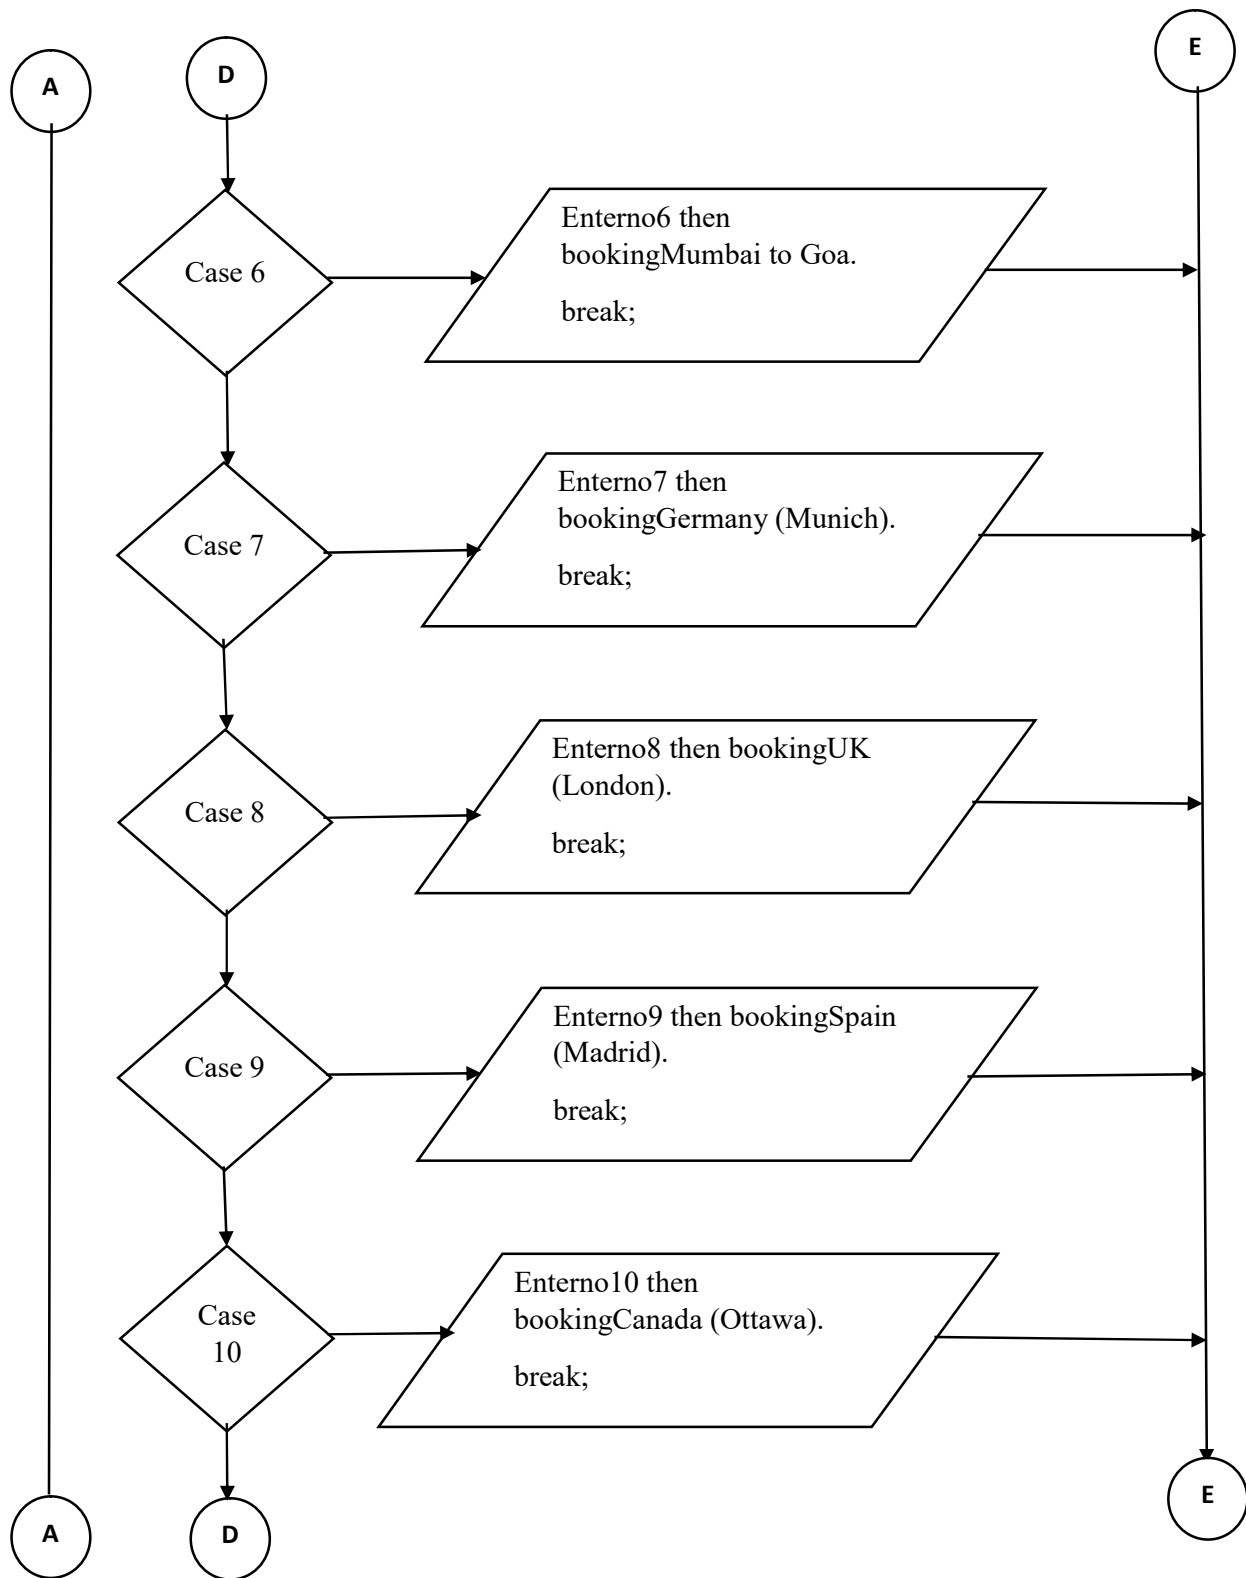 A
D
E
Case 6
Enterno6 then
bookingMumbai to Goa.
break;
Case 7
Enterno7 then
bookingGermany (Munich).
break;
Case 8
Enterno8 then bookingUK
(London).
break;
Case 9
Enterno9 then bookingSpain
(Madrid).
break;
Case
10
Enterno10 then
bookingCanada (Ottawa).
break;
A
D
E